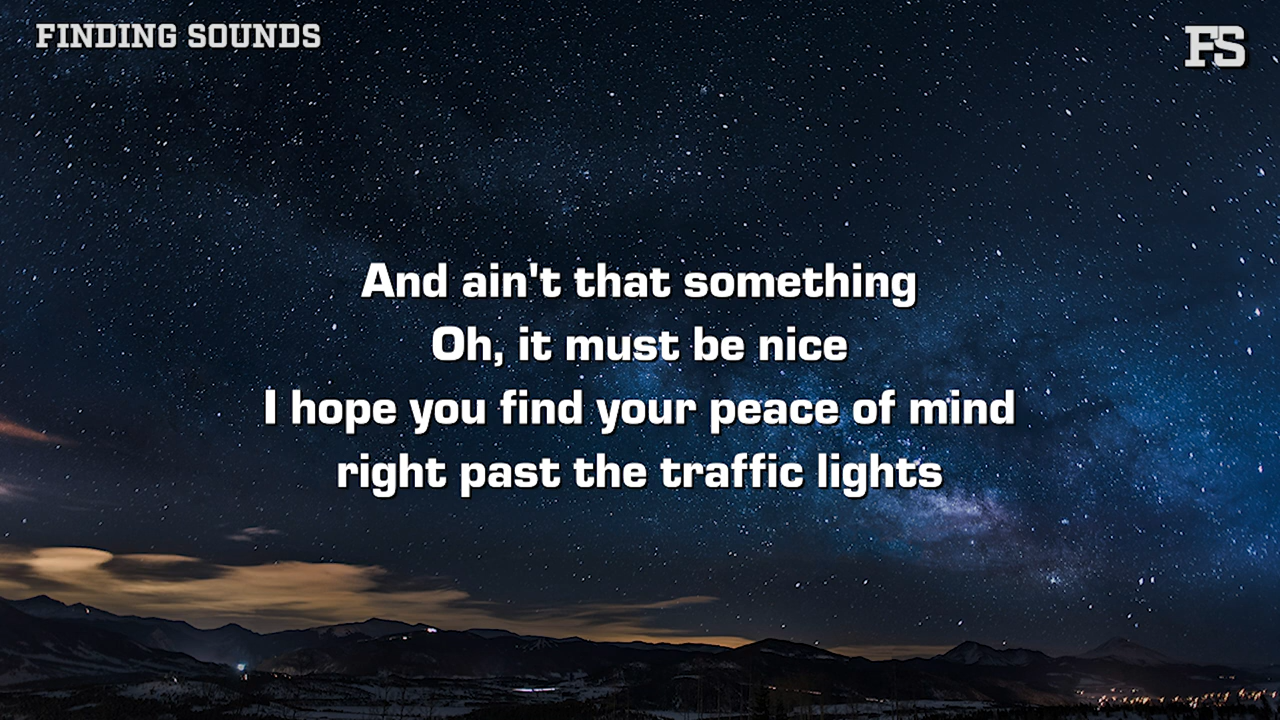 FINDING SOUNDS
FS
And ain't that something
Oh, it must be nice
I hope you find your peace of mind
right past the traffic lights